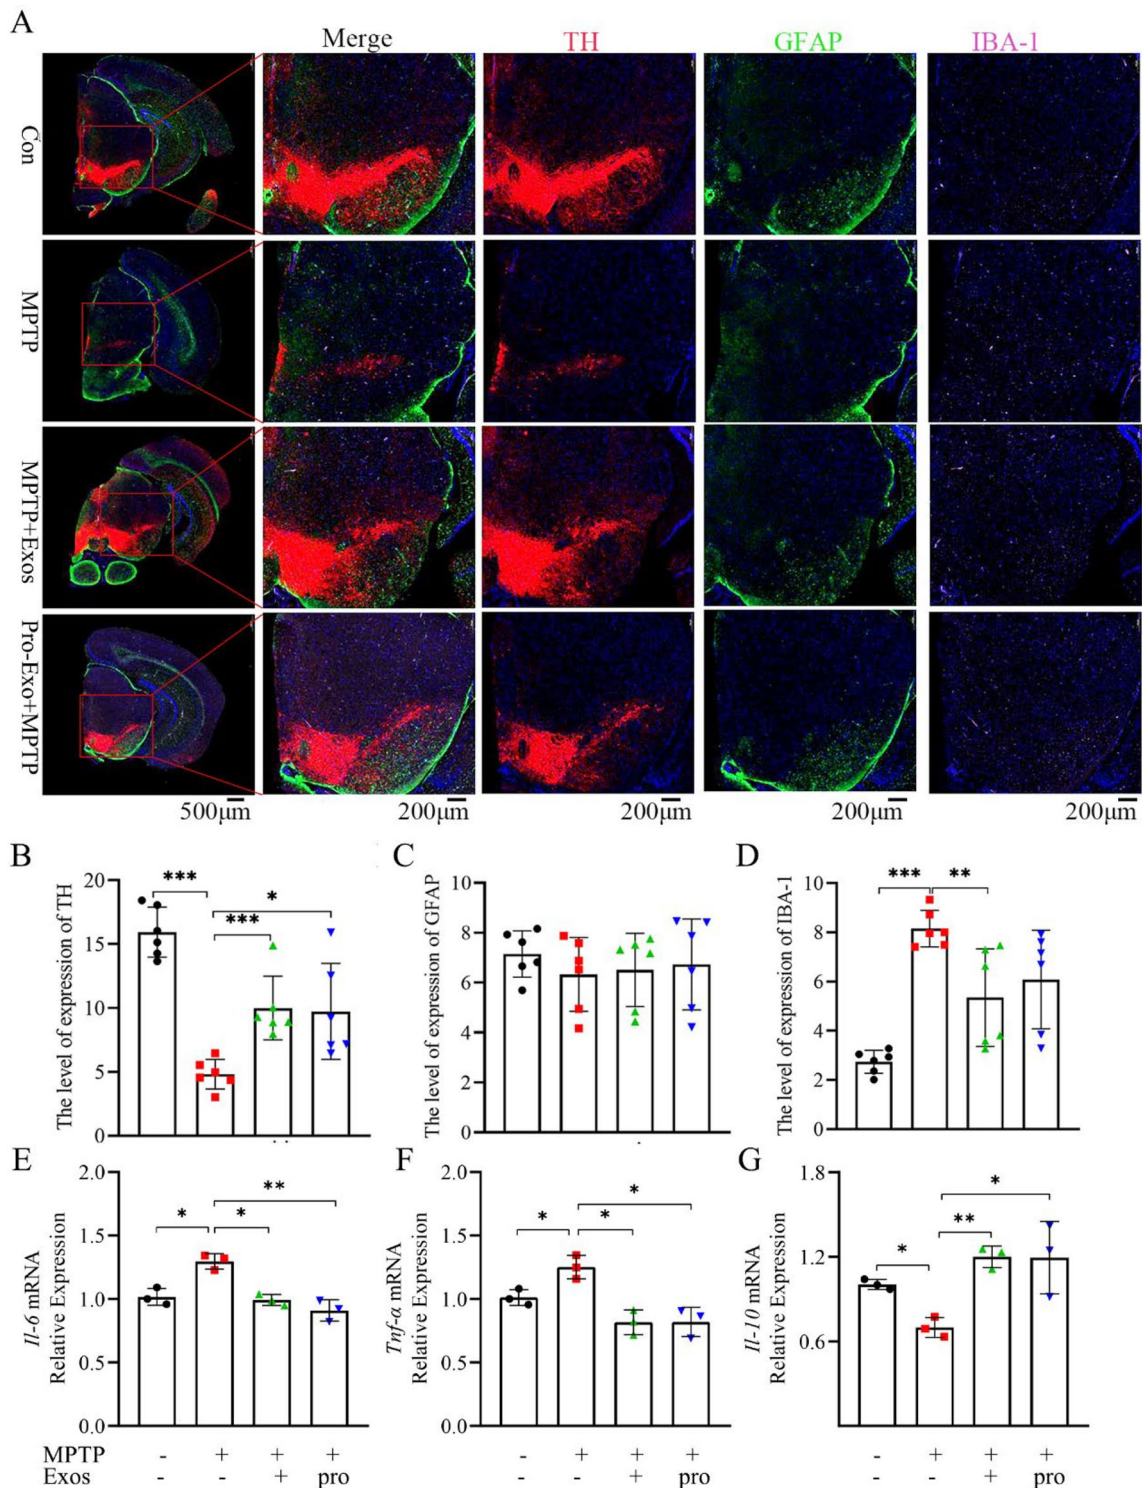 A
Merge TH GFAP IBA-1
Con
MPTP
MPTP+Exos
Pro-Exo+MPTP
500μm 200μm 200μm 200μm 200μm
B
The level of expression of TH
20
15
10
5
0
***
*
***
C
The level of expression of GFAP
10
8
6
4
2
0
D
The level of expression of IBA-1
10
8
6
4
2
0
*** **
E
Il-6 mRNA
Relative Expression
2.0
1.5
1.0
0.5
0.0
**
* *
F
Tnf-α mRNA
Relative Expression
2.0
1.5
1.0
0.5
0.0
*
* *
G
Il-10 mRNA
Relative Expression
1.8
1.2
0.6
*
**
*
MPTP - + + + - + + + - + + +
Exos - - + pro - - + pro - - + pro